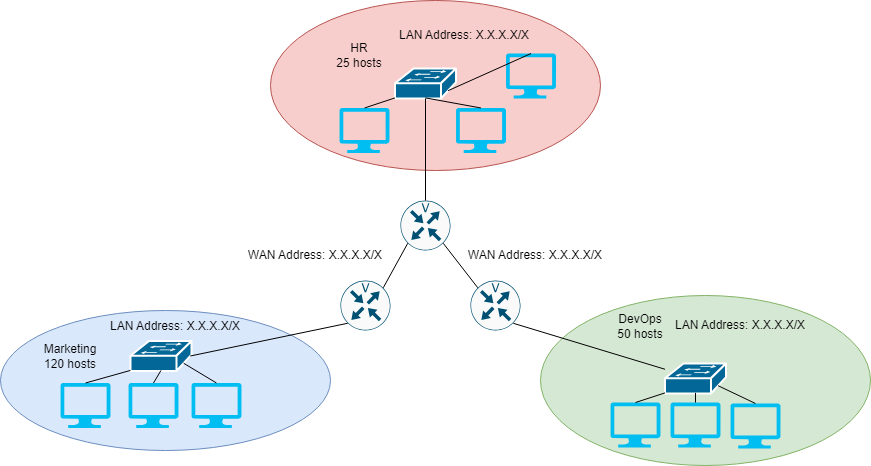 LAN Address: X.X.X.X/X
HR
25 hosts
V
WAN Address: X.X.X.X/X
WAN Address: X.X.X.X/X
V
V
LAN Address: X.X.X.X/X
Marketing
120 hosts
DevOps
50 hosts
LAN Address: X.X.X.X/X